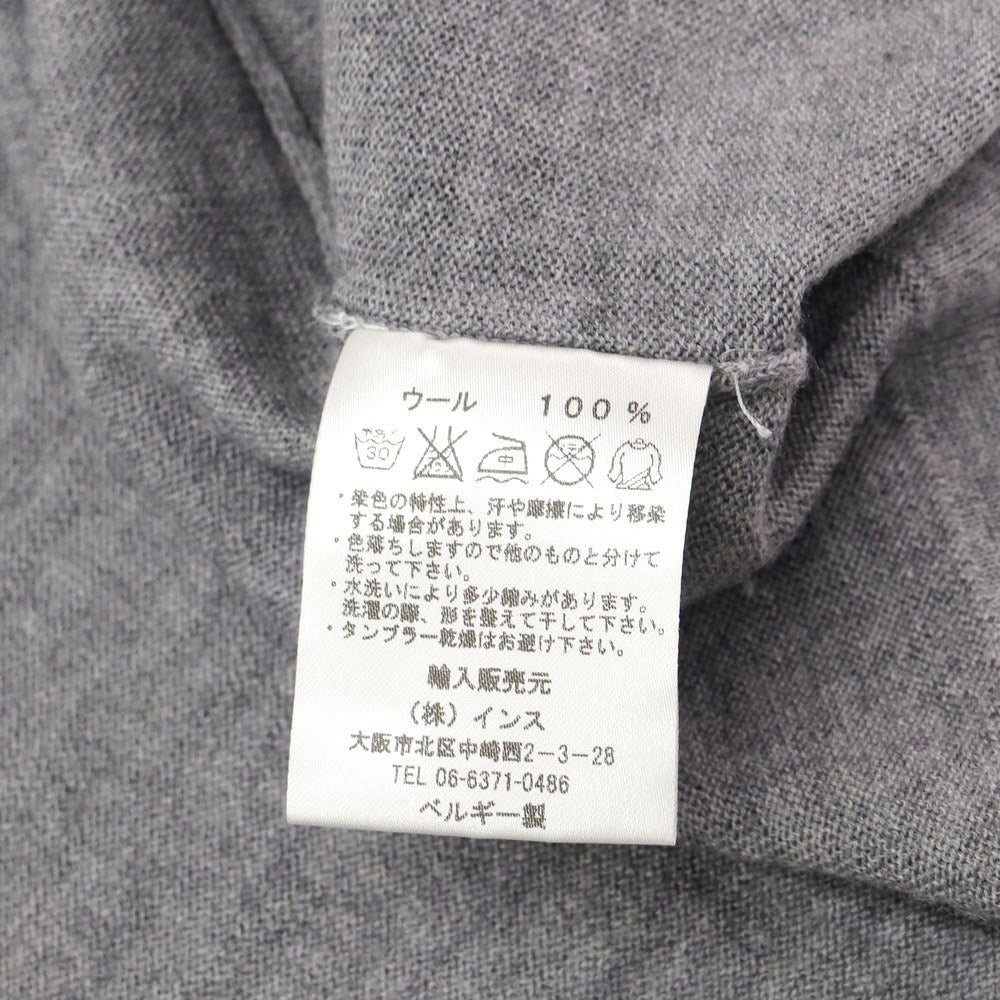 ウール 100%
30
中
・染色の特性上、汗や摩擦により移染
する場合があります。
・色落ちしますので他のものと分けて
洗って下さい。
・水洗いにより多少縮みがあります。
洗濯の際、形を整えて干して下さい。
・タンブラー乾燥はお避け下さい。
輸入販売元
(株)インス
大阪市北区中崎西2-3-28
TEL 06-6371-0486
ベルギー製